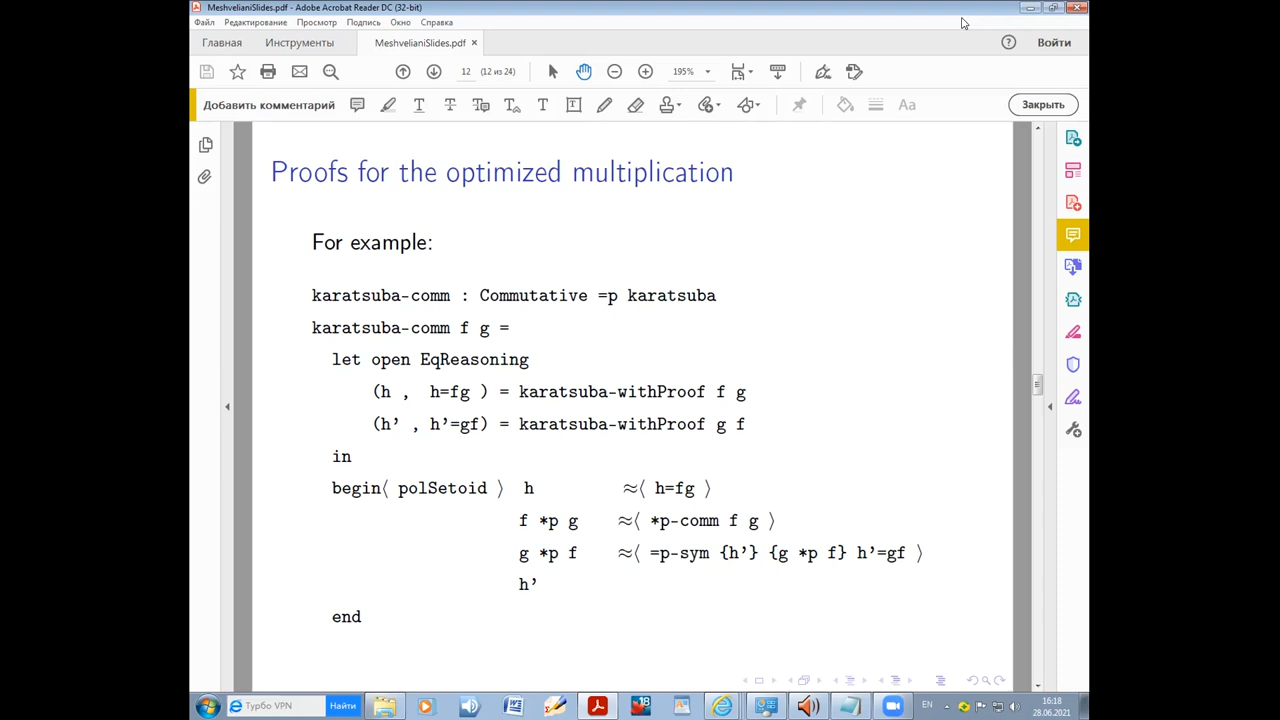 MeshvelianiSlides.pdf - Adobe Acrobat Reader DC (32-bit)
Файл Редактирование Просмотр Подпись Окно Справка
Главная Инструменты MeshvelianiSlides.pdf × Войти
12 (12 из 24) 195%
Добавить комментарий Закрыть
Proofs for the optimized multiplication
For example:
karatsuba-comm : Commutative =p karatsuba
karatsuba-comm f g =
let open EqReasoning
(h , h=fg ) = karatsuba-withProof f g
(h’ , h’=gf) = karatsuba-withProof g f
in
begin⟨ polSetoid ⟩ h ≈⟨ h=fg ⟩
f *p g ≈⟨ *p-comm f g ⟩
g *p f ≈⟨ =p-sym {h’} {g *p f} h’=gf ⟩
h’
end
Турбо VPN Найти EN 16:18
28.06.2021